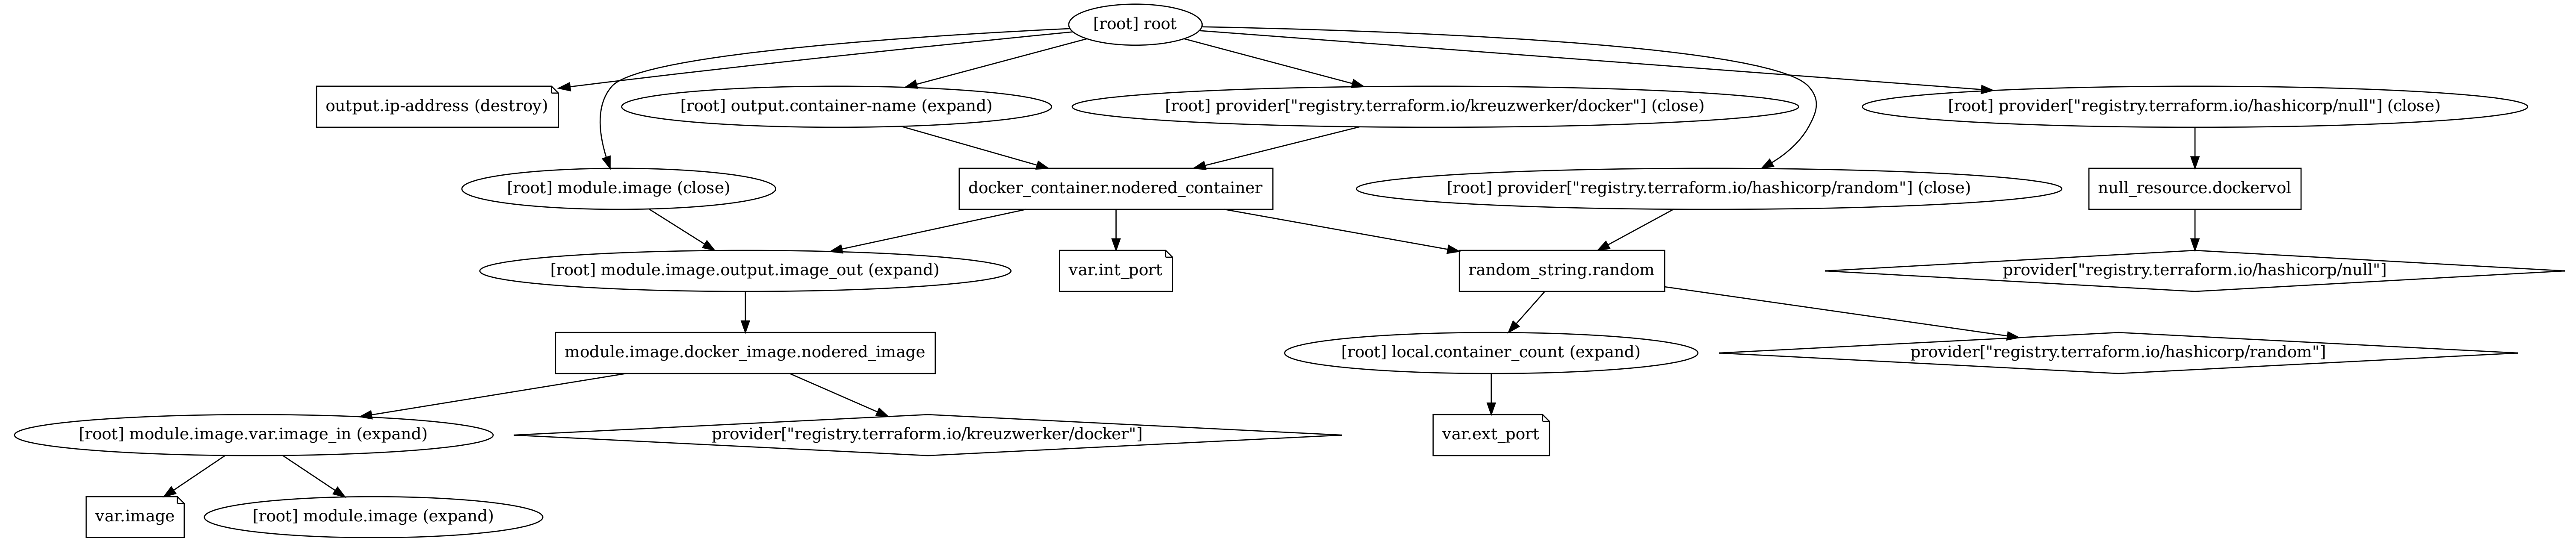 [root] root
output.ip-address (destroy)
[root] output.container-name (expand)
[root] provider["registry.terraform.io/kreuzwerker/docker"] (close)
[root] provider["registry.terraform.io/hashicorp/null"] (close)
[root] module.image (close)
docker_container.nodered_container
[root] provider["registry.terraform.io/hashicorp/random"] (close)
null_resource.dockervol
[root] module.image.output.image_out (expand)
var.int_port
random_string.random
provider["registry.terraform.io/hashicorp/null"]
module.image.docker_image.nodered_image
[root] local.container_count (expand)
provider["registry.terraform.io/hashicorp/random"]
[root] module.image.var.image_in (expand)
provider["registry.terraform.io/kreuzwerker/docker"]
var.ext_port
var.image
[root] module.image (expand)